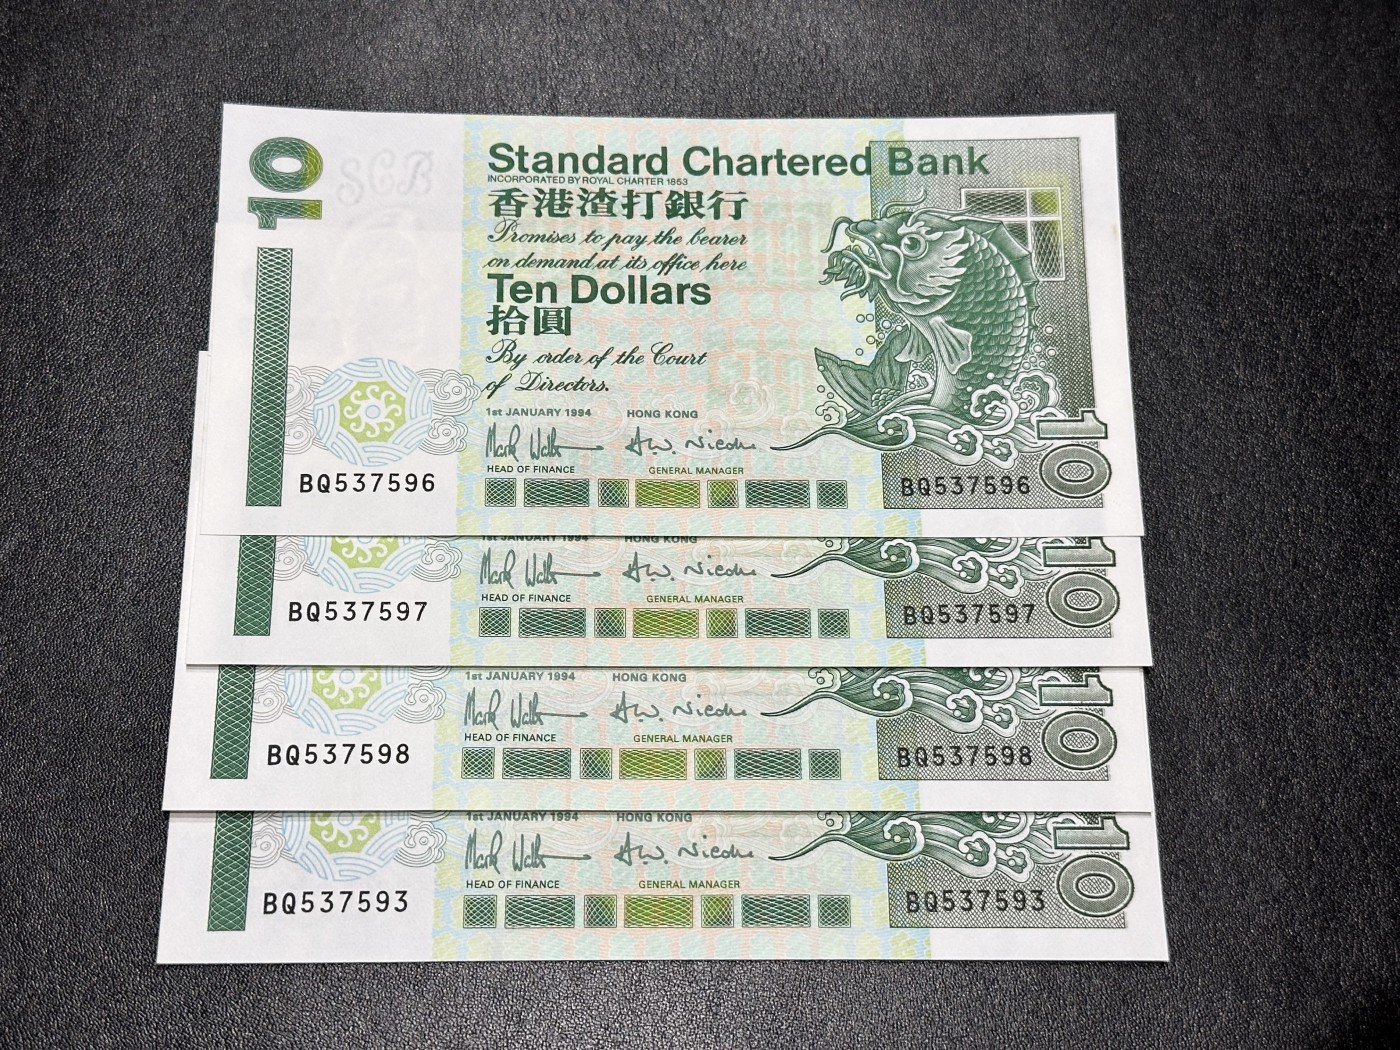 10
SCB
Standard Chartered Bank
INCORPORATED BY ROYAL CHARTER 1853
香港渣打銀行
Promises to pay the bearer
on demand at its office here
Ten Dollars
拾圓
By order of the Court
of Directors.
1st JANUARY 1994 HONG KONG
Mark Walt A.W. Nicolle
HEAD OF FINANCE GENERAL MANAGER
BQ537596 BQ537596
10
1st JANUARY 1994 HONG KONG
HEAD OF FINANCE GENERAL MANAGER
BQ537597 BQ537597
10
1st JANUARY 1994 HONG KONG
HEAD OF FINANCE GENERAL MANAGER
BQ537598 BQ537598
10
1st JANUARY 1994 HONG KONG
HEAD OF FINANCE GENERAL MANAGER
BQ537593 BQ537593
10